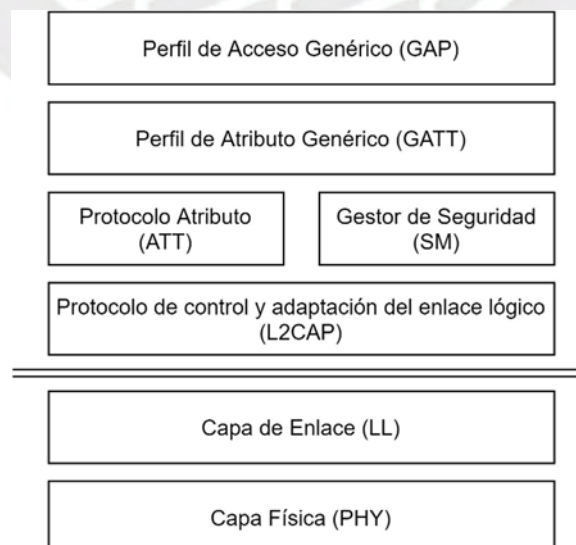 Perfil de Acceso Genérico (GAP)
Perfil de Atributo Genérico (GATT)
Protocolo Atributo
(ATT)
Gestor de Seguridad
(SM)
Protocolo de control y adaptación del enlace lógico
(L2CAP)
Capa de Enlace (LL)
Capa Física (PHY)